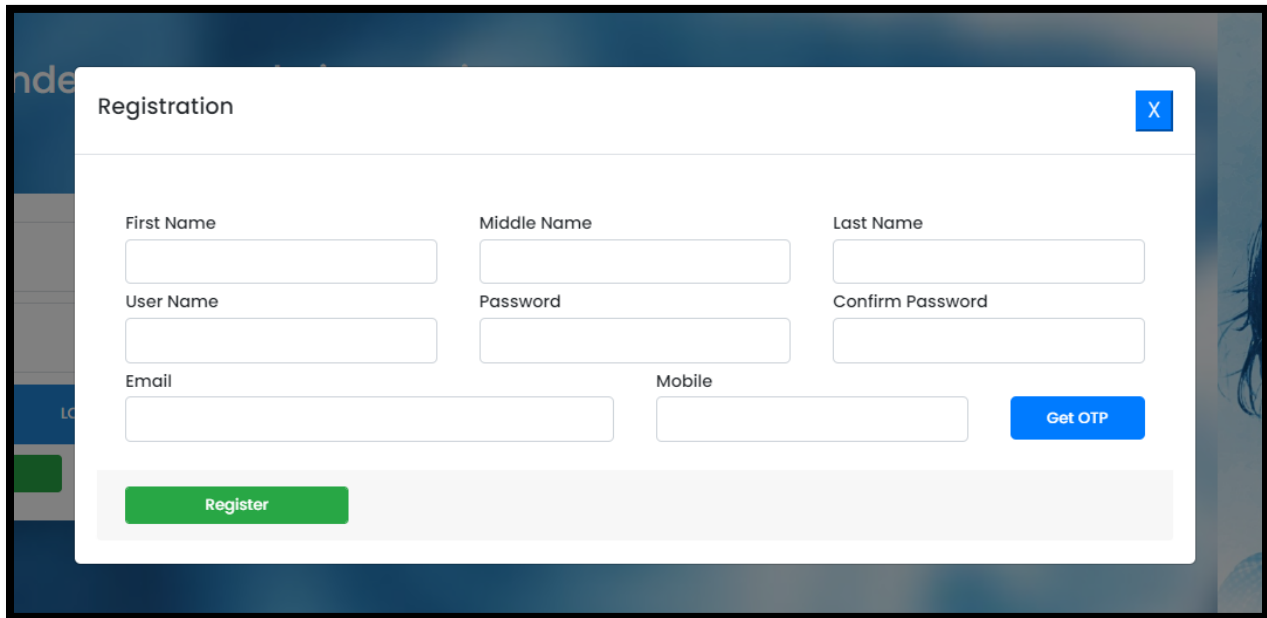 Registration
X
First Name Middle Name Last Name
User Name Password Confirm Password
Email Mobile
Get OTP
Register